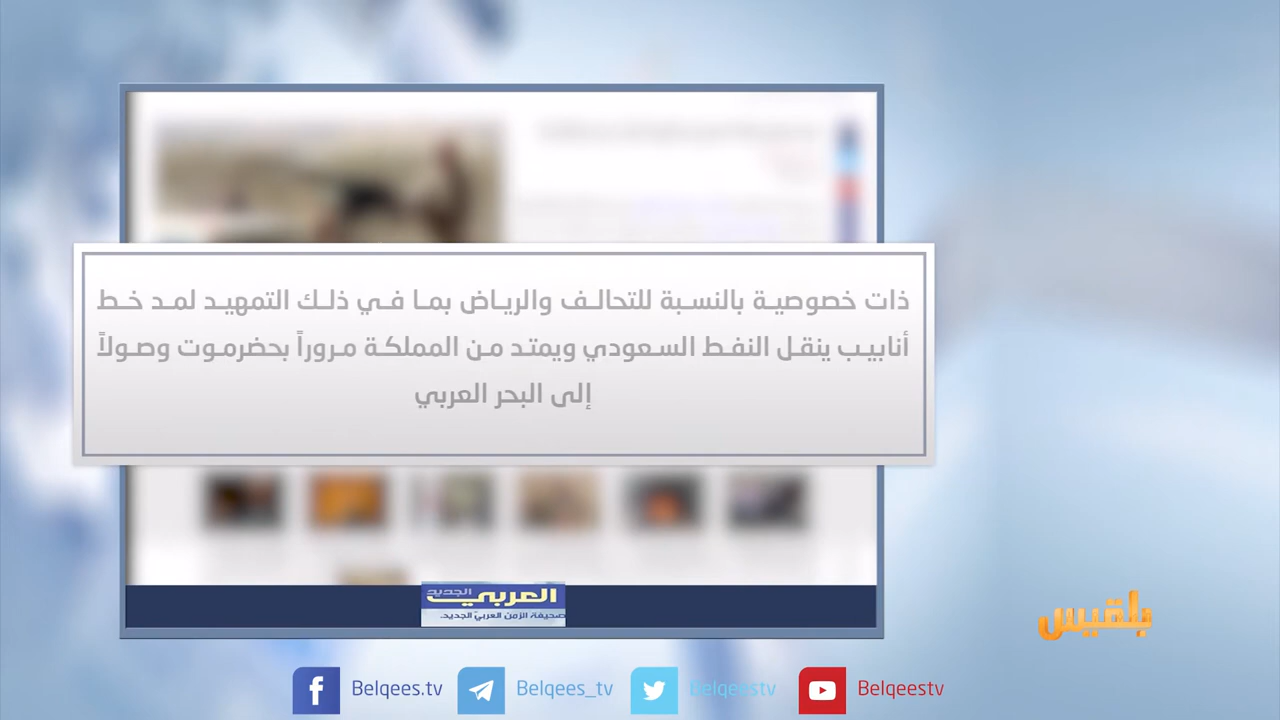 ذات خصوصية بالنسبة للتحالف والرياض بما في ذلك التمهيد لمد خط
أنابيب ينقل النفط السعودي ويمتد من المملكة مروراً بحضرموت وصولاً
إلى البحر العربي
العربي الجديد
صحيفة الزمن العربيّ الجديد.
بلقيس
Belqees.tv Belqees_tv Belqeestv Belqeestv